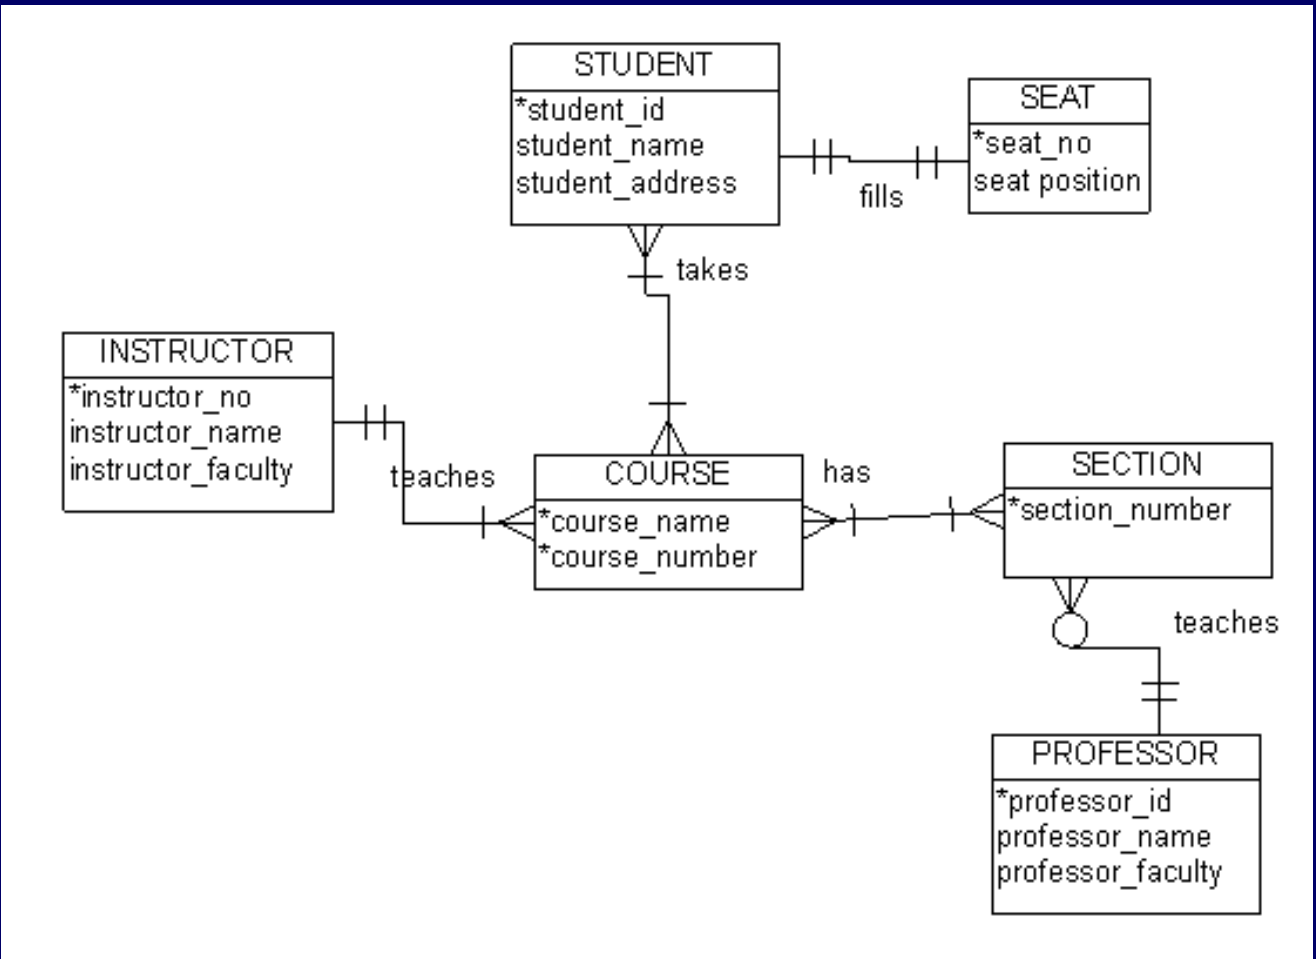 STUDENT
*student_id
student_name
student_address
SEAT
*seat_no
seat position
fills
takes
INSTRUCTOR
*instructor_no
instructor_name
instructor_faculty
teaches
COURSE
*course_name
*course_number
has
SECTION
*section_number
teaches
PROFESSOR
*professor_id
professor_name
professor_faculty